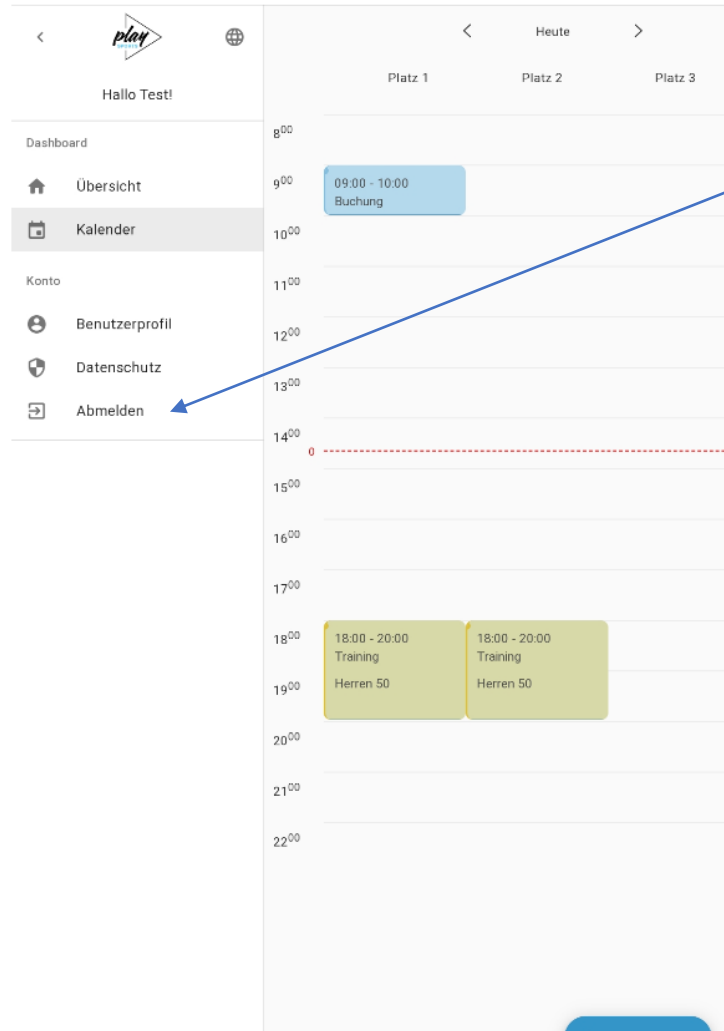 play
SPORTS
Hallo Test!
Dashboard
Übersicht
Kalender
Konto
Benutzerprofil
Datenschutz
Abmelden
Heute
Platz 1 Platz 2 Platz 3
8⁰⁰
9⁰⁰
09:00 - 10:00
Buchung
10⁰⁰
11⁰⁰
12⁰⁰
13⁰⁰
14⁰⁰
0
15⁰⁰
16⁰⁰
17⁰⁰
18⁰⁰
18:00 - 20:00
Training
Herren 50
18:00 - 20:00
Training
Herren 50
19⁰⁰
20⁰⁰
21⁰⁰
22⁰⁰